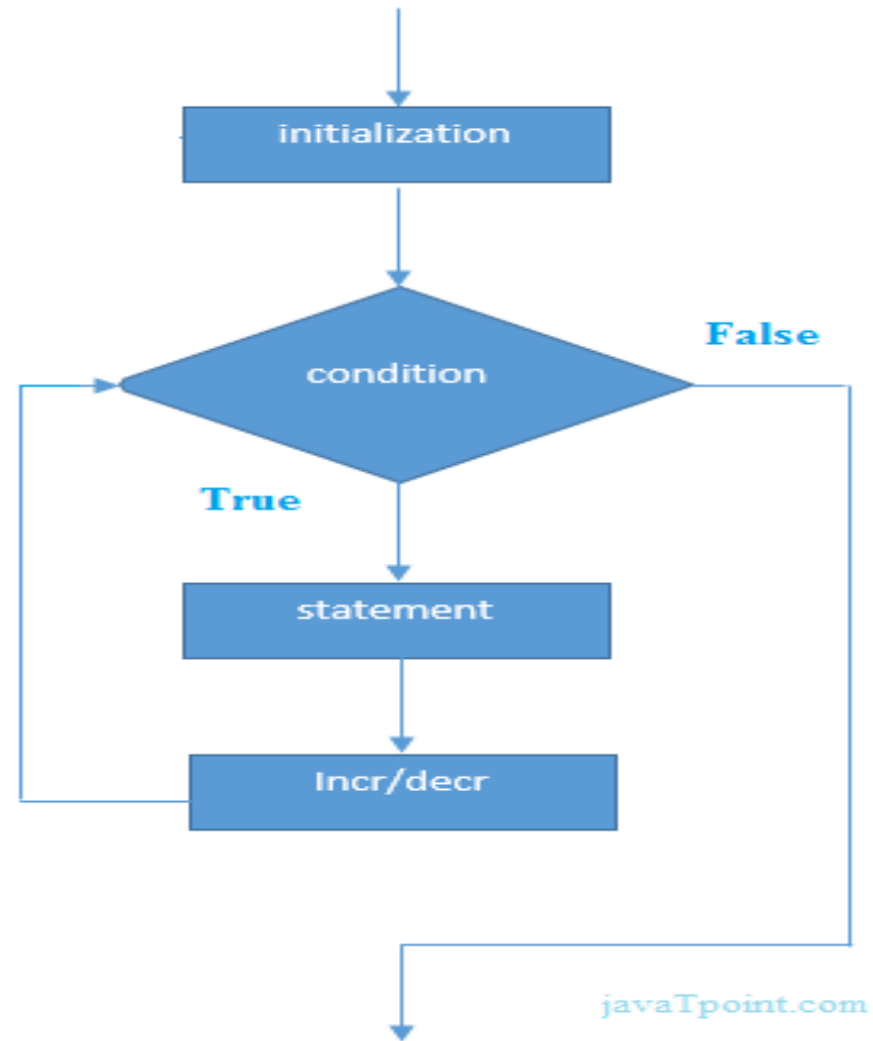 initialization
False
condition
True
statement
Incr/decr
javaTpoint.com